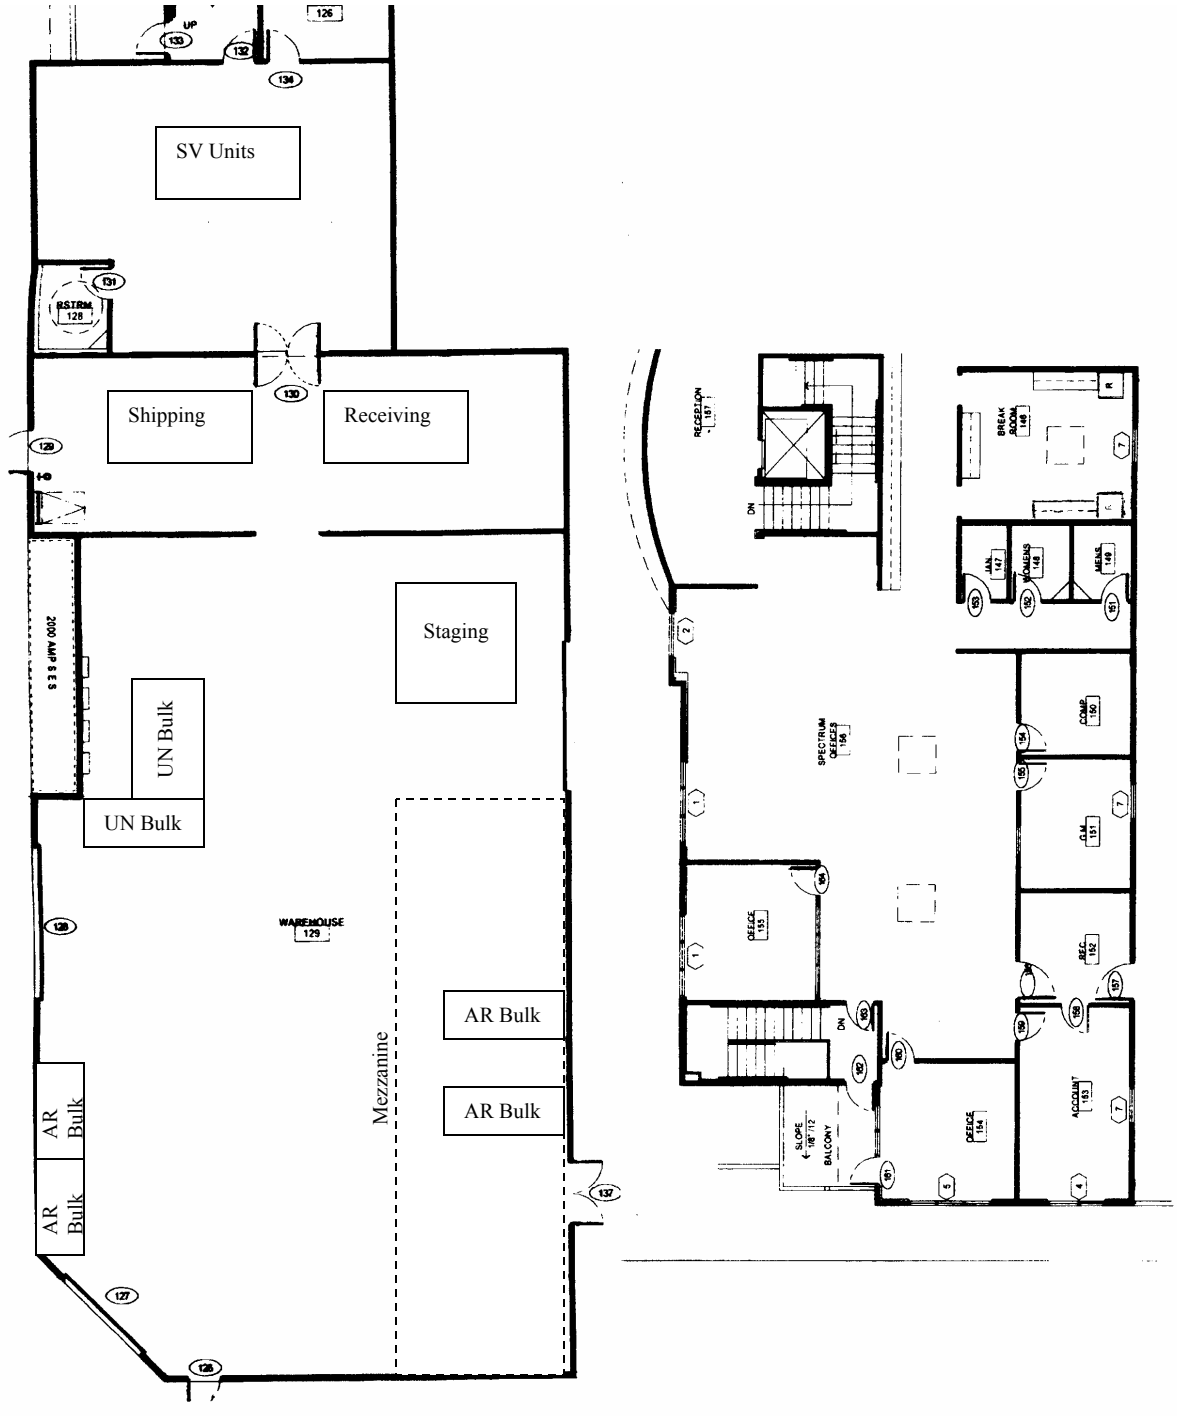 UP
126
133
132
134
SV Units
131
RSTRM.
128
130
Shipping
Receiving
129
2000 AMP S E S
Staging
UN Bulk
UN Bulk
128
WAREHOUSE
129
Mezzanine
AR Bulk
AR Bulk
AR
Bulk
AR
Bulk
137
127
126
RECEPTION
157
DN
BREAK
ROOM
146
R
7
JAN
147
WOMENS
148
MENS
149
153
152
151
2
SPECTRUM
OFFICES
156
COMP.
150
154
155
1
G.M.
151
7
164
OFFICE
155
1
REC.
152
157
158
159
163
DN
162
160
SLOPE
1/8" /12
BALCONY
OFFICE
154
ACCOUNT
153
7
161
5
4